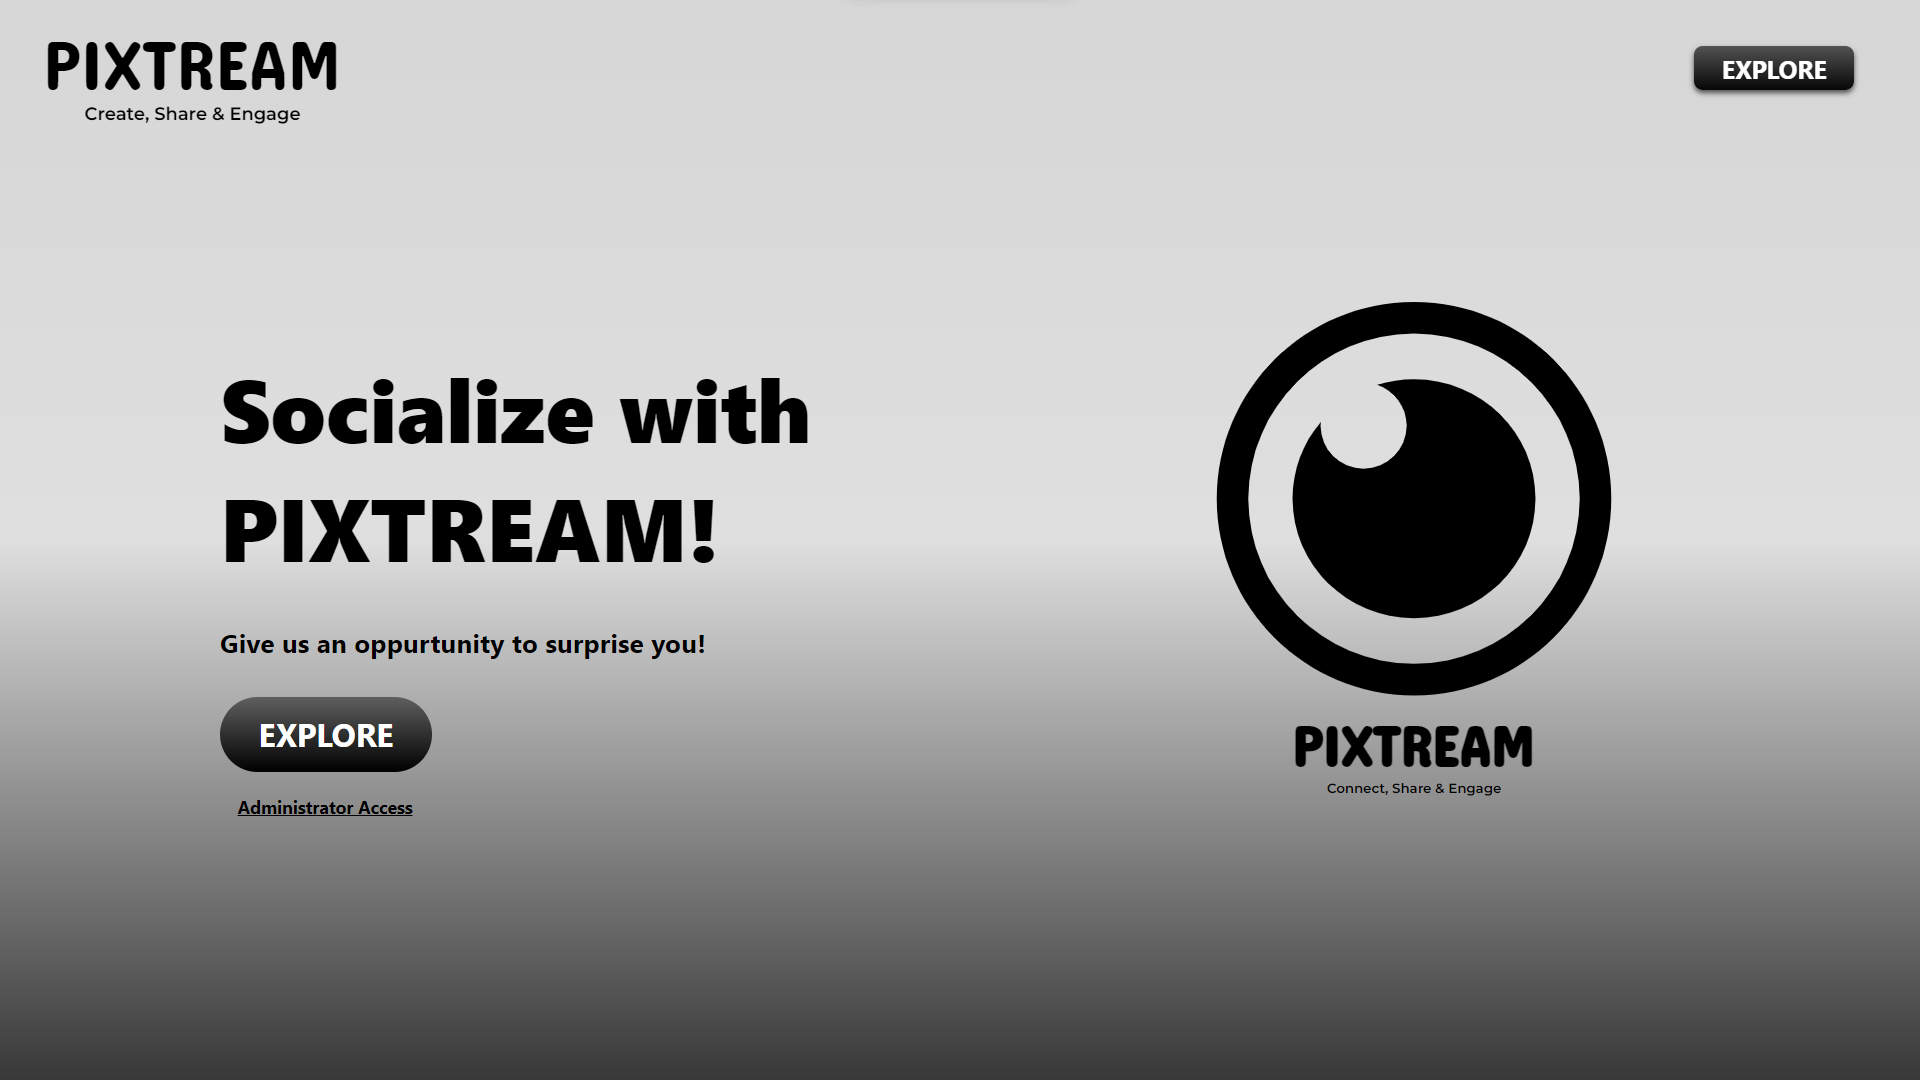 PIXTREAM
Create, Share & Engage
EXPLORE
Socialize with
PIXTREAM!
Give us an oppurtunity to surprise you!
EXPLORE
Administrator Access
PIXTREAM
Connect, Share & Engage